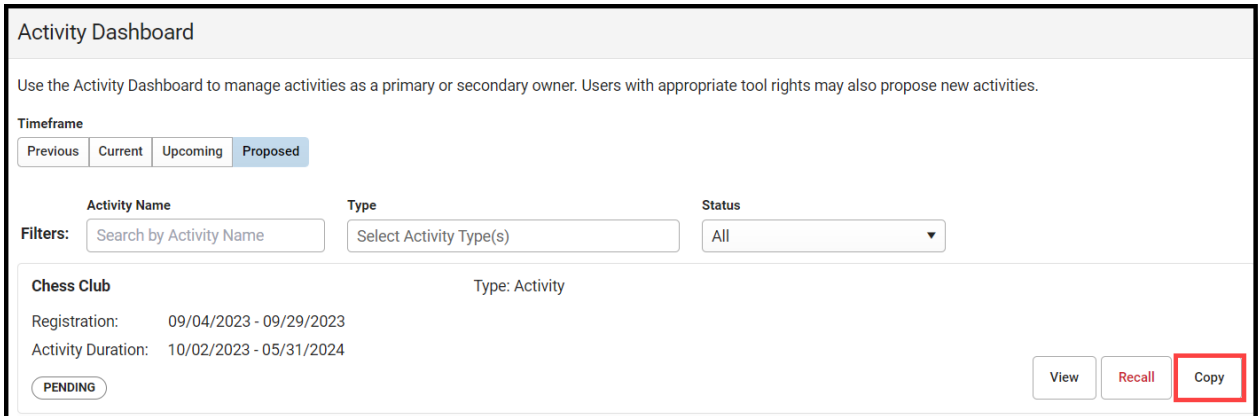 Activity Dashboard
Use the Activity Dashboard to manage activities as a primary or secondary owner. Users with appropriate tool rights may also propose new activities.
Timeframe
Previous Current Upcoming Proposed
Activity Name Type Status
Filters: Search by Activity Name Select Activity Type(s) All
Chess Club Type: Activity
Registration: 09/04/2023 - 09/29/2023
Activity Duration: 10/02/2023 - 05/31/2024
PENDING View Recall Copy